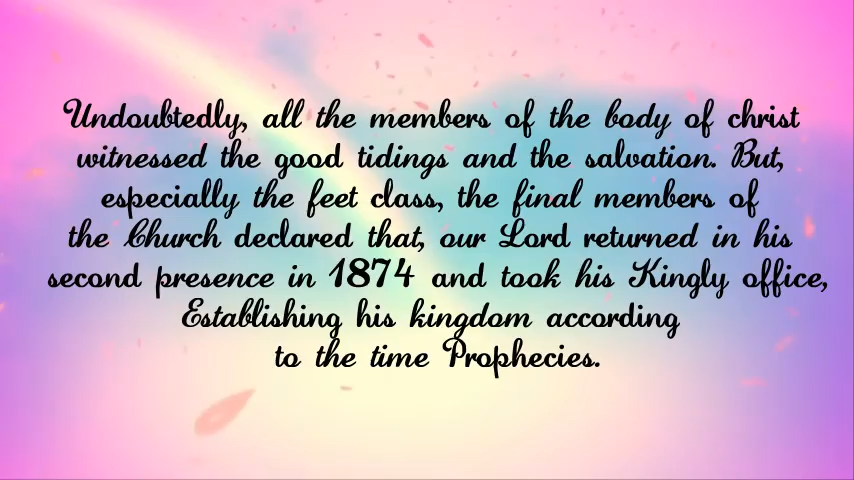 Undoubtedly, all the members of the body of christ
witnessed the good tidings and the salvation. But,
especially the feet class, the final members of
the Church declared that, our Lord returned in his
second presence in 1874 and took his Kingly office,
Establishing his kingdom according
to the time Prophecies.